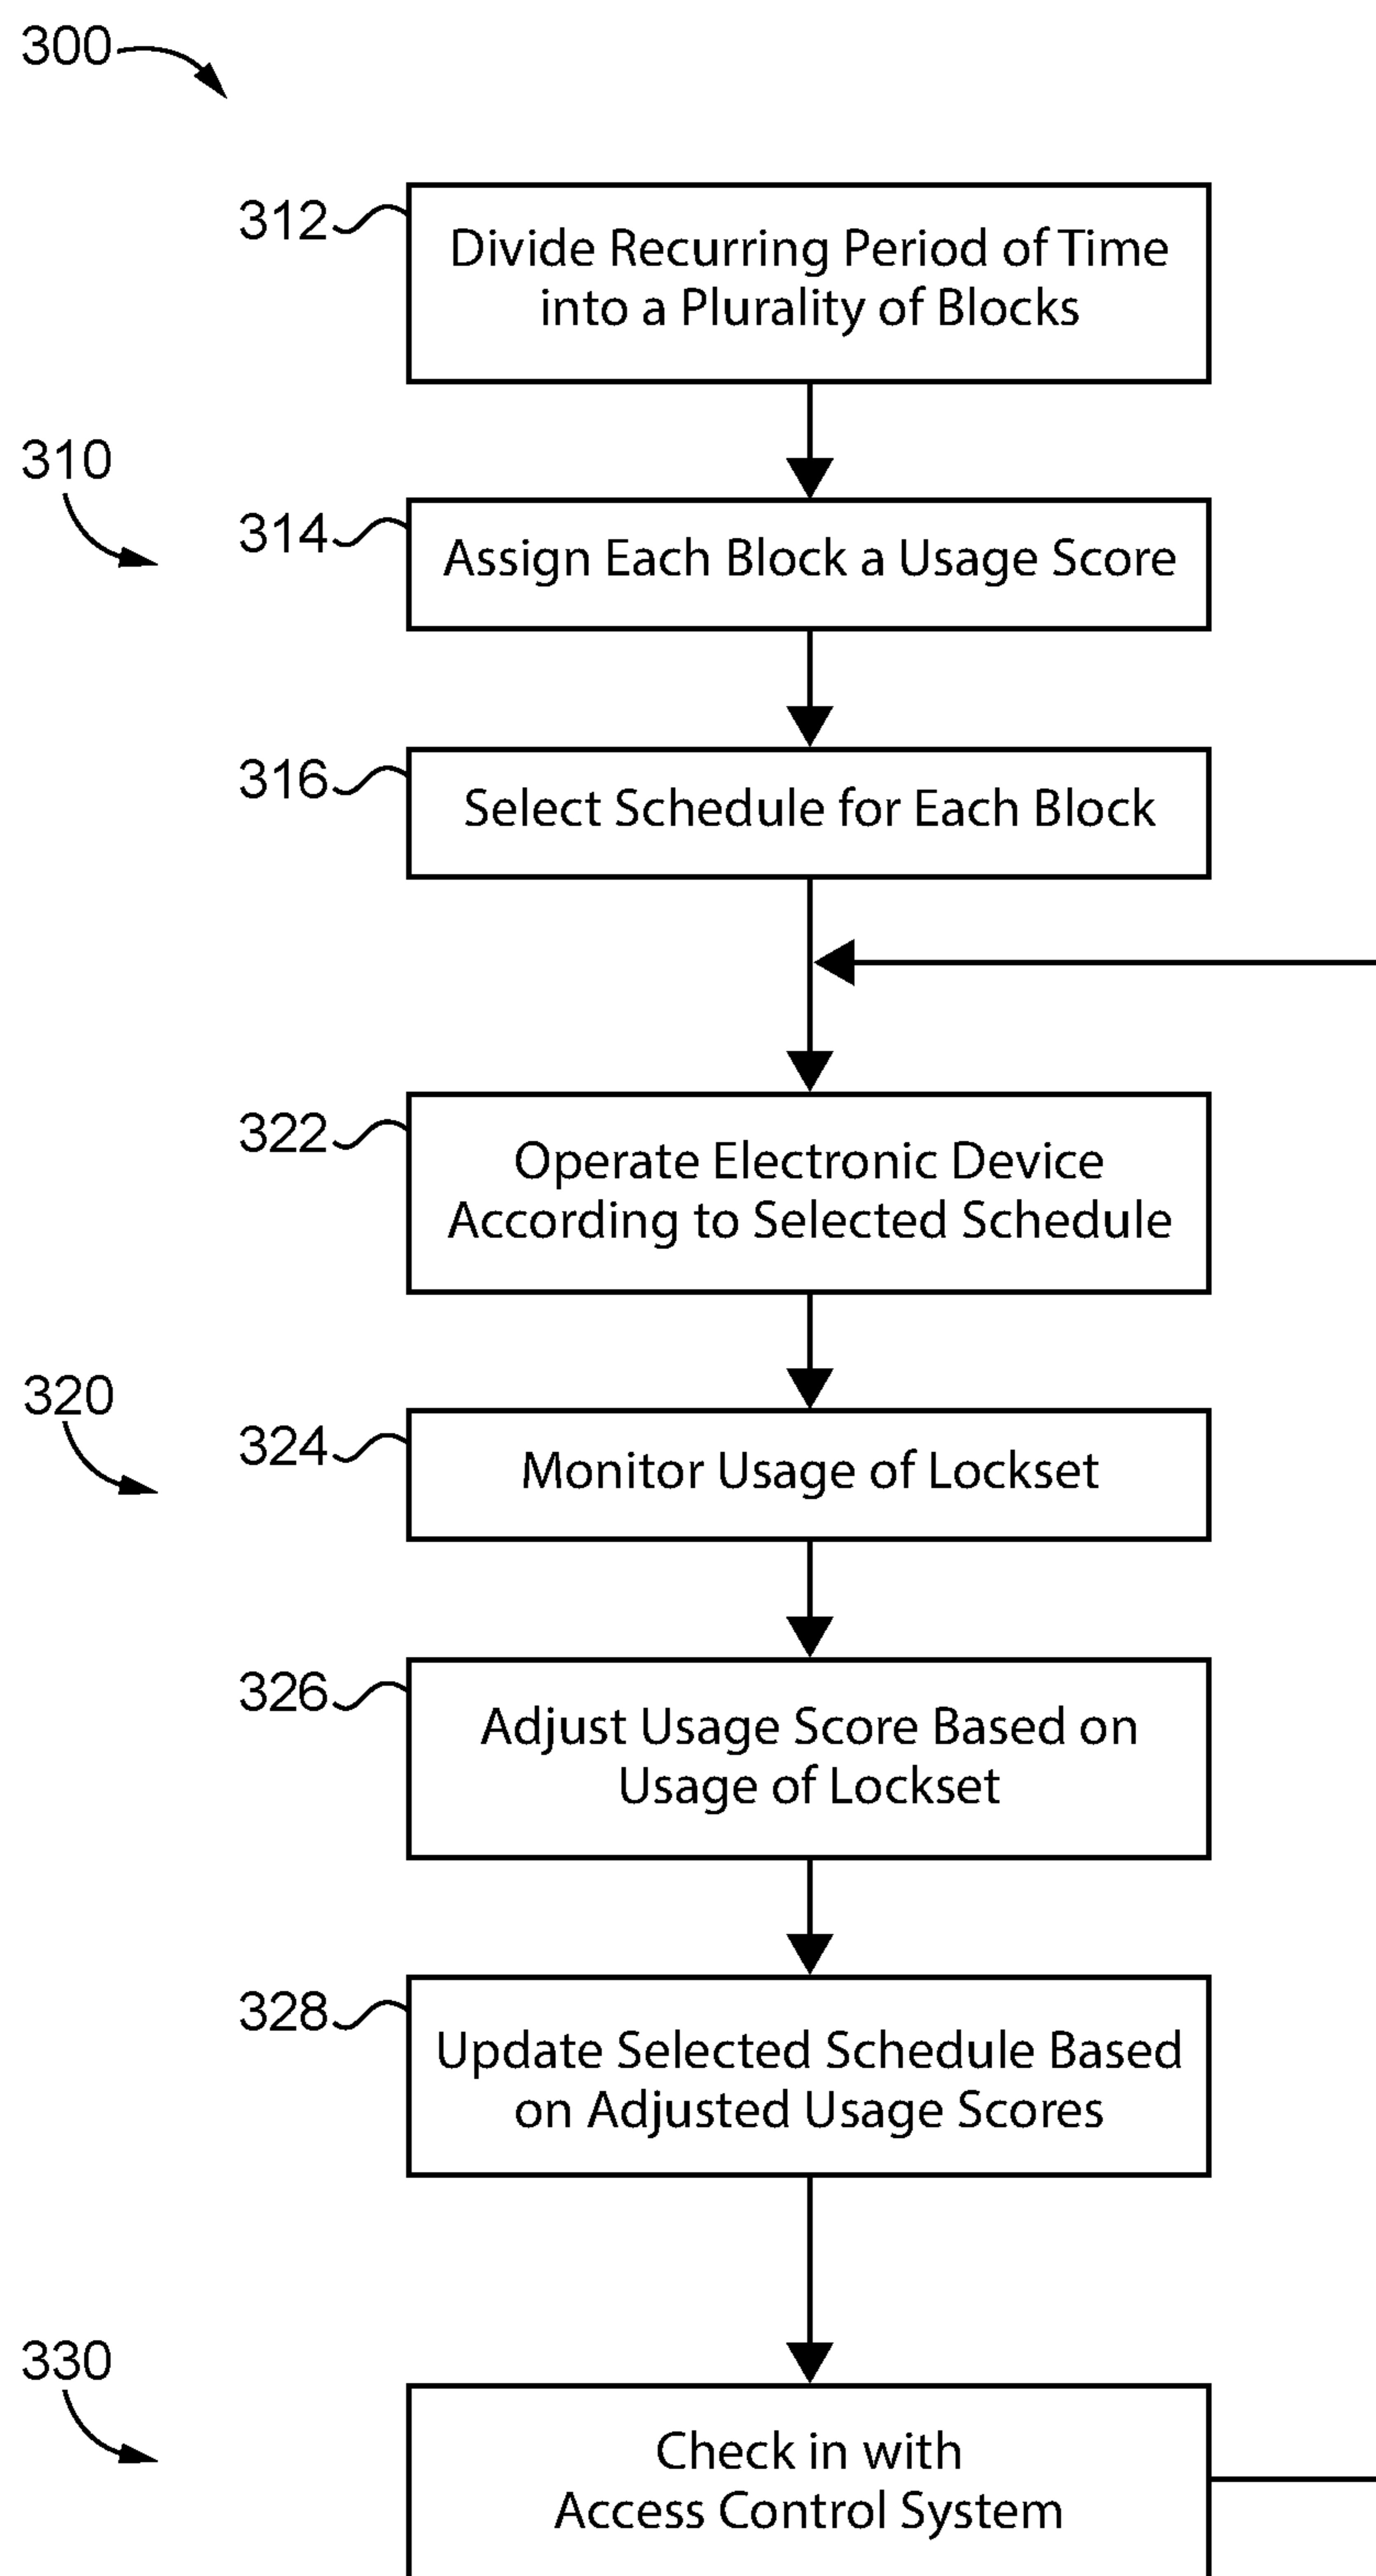 300
312
Divide Recurring Period of Time
into a Plurality of Blocks
310
314
Assign Each Block a Usage Score
316
Select Schedule for Each Block
322
Operate Electronic Device
According to Selected Schedule
320
324
Monitor Usage of Lockset
326
Adjust Usage Score Based on
Usage of Lockset
328
Update Selected Schedule Based
on Adjusted Usage Scores
330
Check in with
Access Control System